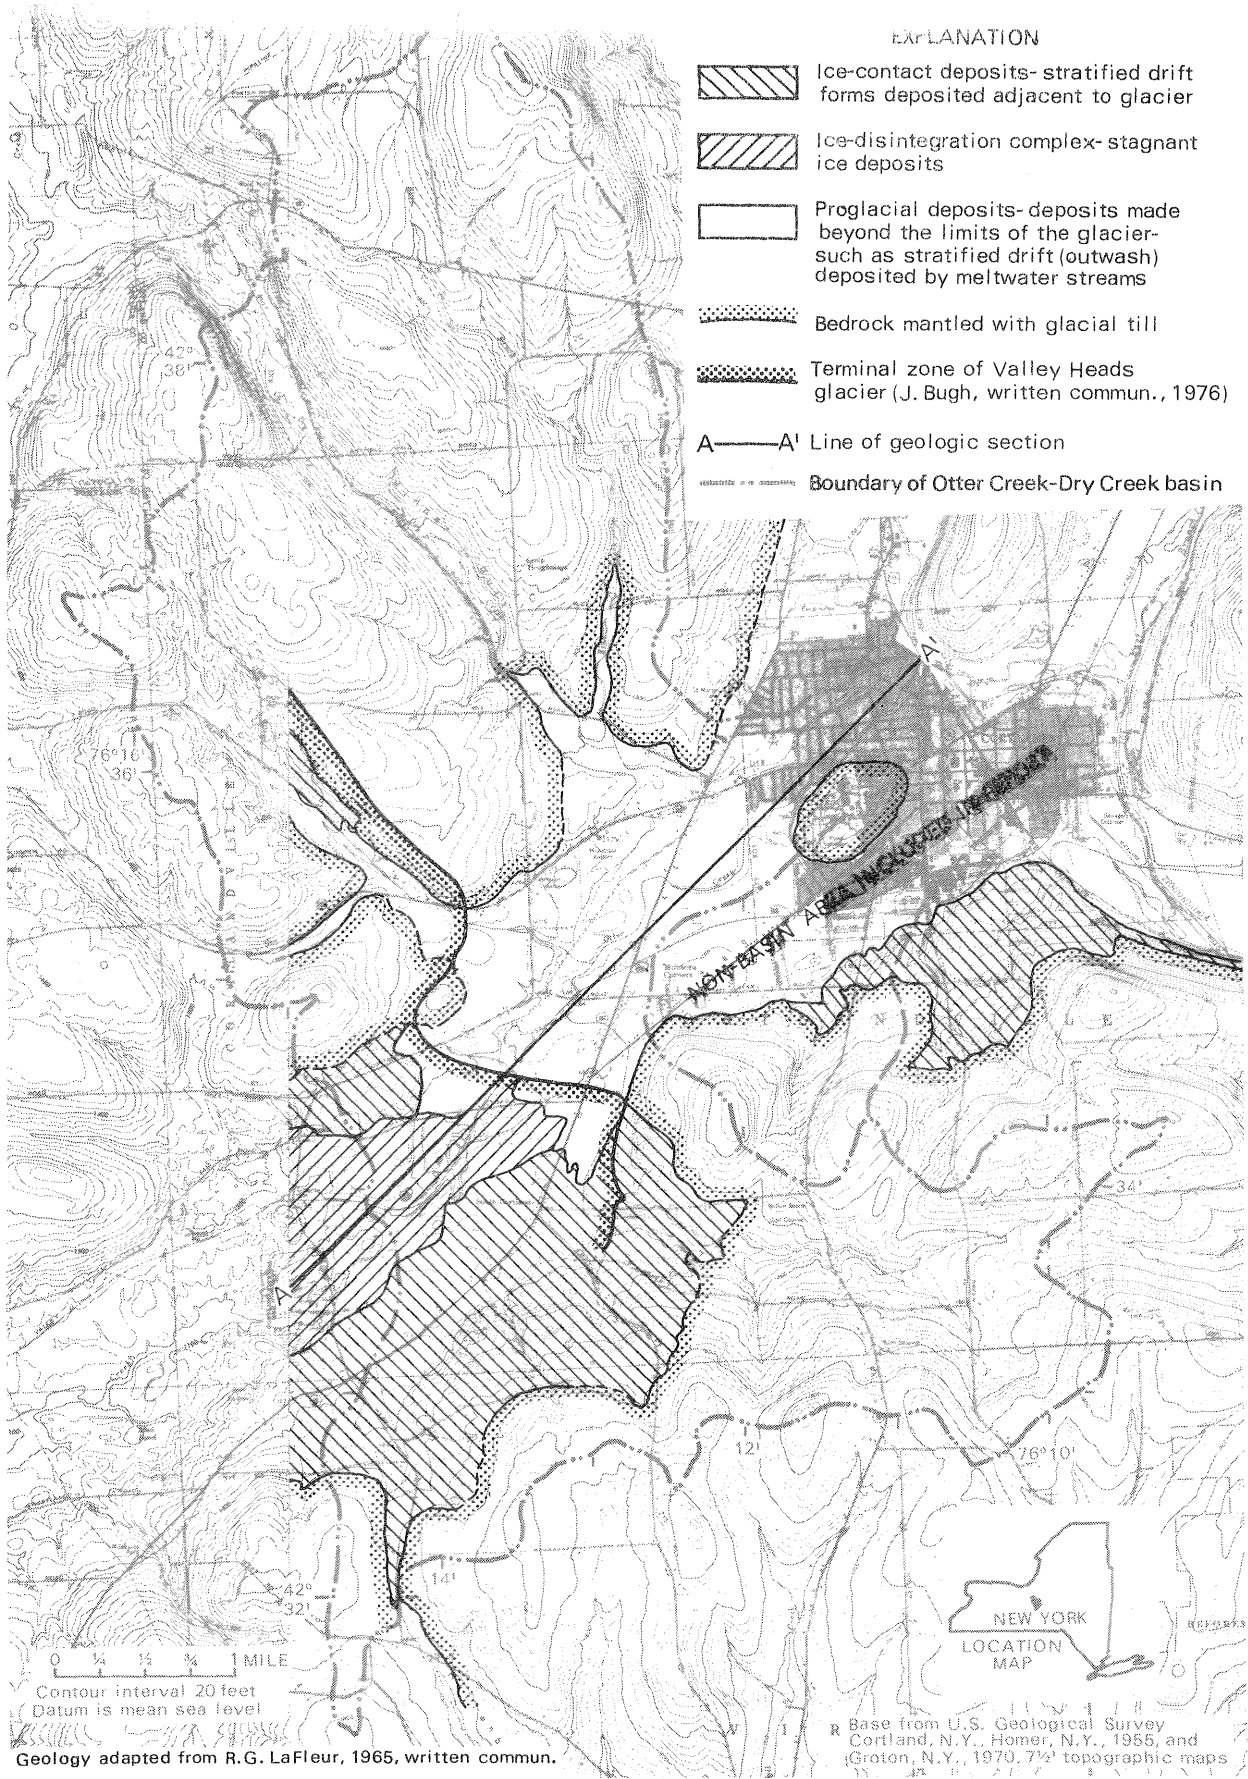 EXPLANATION
Ice-contact deposits-stratified drift
forms deposited adjacent to glacier
Ice-disintegration complex-stagnant
ice deposits
Proglacial deposits-deposits made
beyond the limits of the glacier-
such as stratified drift (outwash)
deposited by meltwater streams
Bedrock mantled with glacial till
Terminal zone of Valley Heads
glacier (J. Bugh, written commun., 1976)
A A' Line of geologic section
Boundary of Otter Creek-Dry Creek basin
42°
38'
A'
76°16'
36'
NON-BASIN AREA INCLUDED IN REPORT
34'
A
12'
76°10'
14'
42°
32'
NEW YORK
LOCATION
MAP
0 ¼ ½ ¾ 1 MILE
Contour interval 20 feet
Datum is mean sea level
V I R
Base from U.S. Geological Survey
Cortland, N.Y., Homer, N.Y., 1955, and
Groton, N.Y., 1970, 7½' topographic maps
Geology adapted from R.G. LaFleur, 1965, written commun.